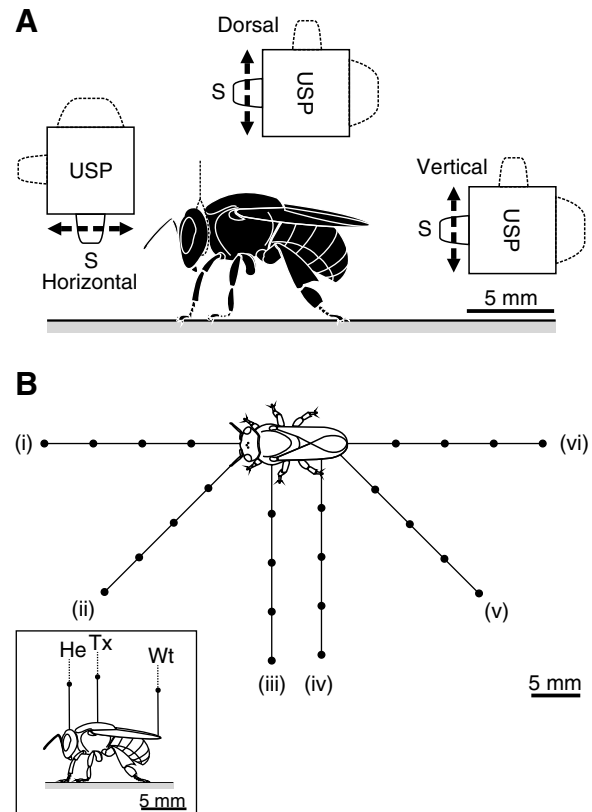 A
Dorsal
S
USP
USP
S
Horizontal
Vertical
S
USP
5 mm
B
(i)
(vi)
(ii)
(v)
(iii)
(iv)
He
Tx
Wt
5 mm
5 mm